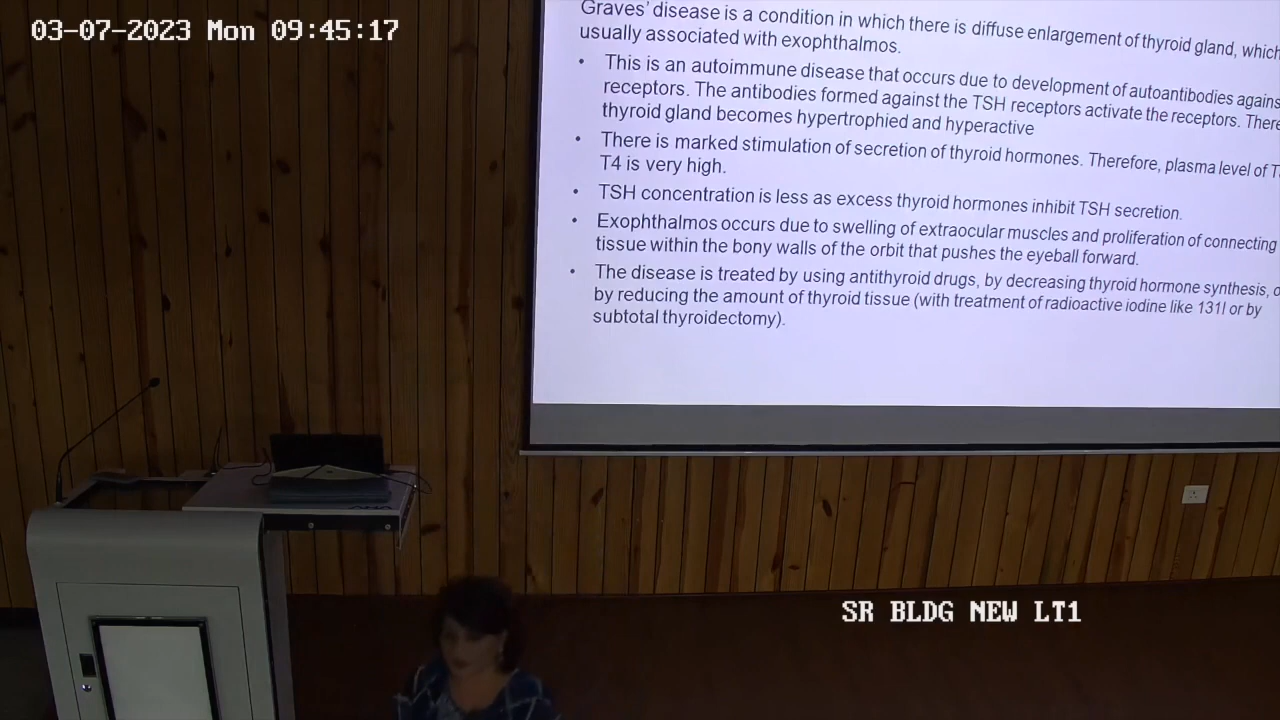 03-07-2023 Mon 09:45:17
Graves' disease is a condition in which there is diffuse enlargement of thyroid gland, which
usually associated with exophthalmos.
• This is an autoimmune disease that occurs due to development of autoantibodies agains
receptors. The antibodies formed against the TSH receptors activate the receptors. There
thyroid gland becomes hypertrophied and hyperactive
• There is marked stimulation of secretion of thyroid hormones. Therefore, plasma level of T
T4 is very high.
• TSH concentration is less as excess thyroid hormones inhibit TSH secretion.
• Exophthalmos occurs due to swelling of extraocular muscles and proliferation of connecting
tissue within the bony walls of the orbit that pushes the eyeball forward.
• The disease is treated by using antithyroid drugs, by decreasing thyroid hormone synthesis, o
by reducing the amount of thyroid tissue (with treatment of radioactive iodine like 131I or by
subtotal thyroidectomy).
SR BLDG NEW LT1